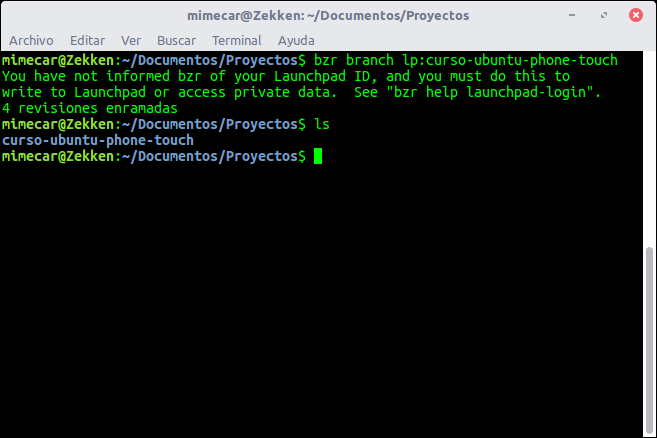 mimecar@Zekken: ~/Documentos/Proyectos
Archivo Editar Ver Buscar Terminal Ayuda
mimecar@Zekken:~/Documentos/Proyectos$ bzr branch lp:curso-ubuntu-phone-touch
You have not informed bzr of your Launchpad ID, and you must do this to
write to Launchpad or access private data.  See "bzr help launchpad-login".
4 revisiones enramadas
mimecar@Zekken:~/Documentos/Proyectos$ ls
curso-ubuntu-phone-touch
mimecar@Zekken:~/Documentos/Proyectos$